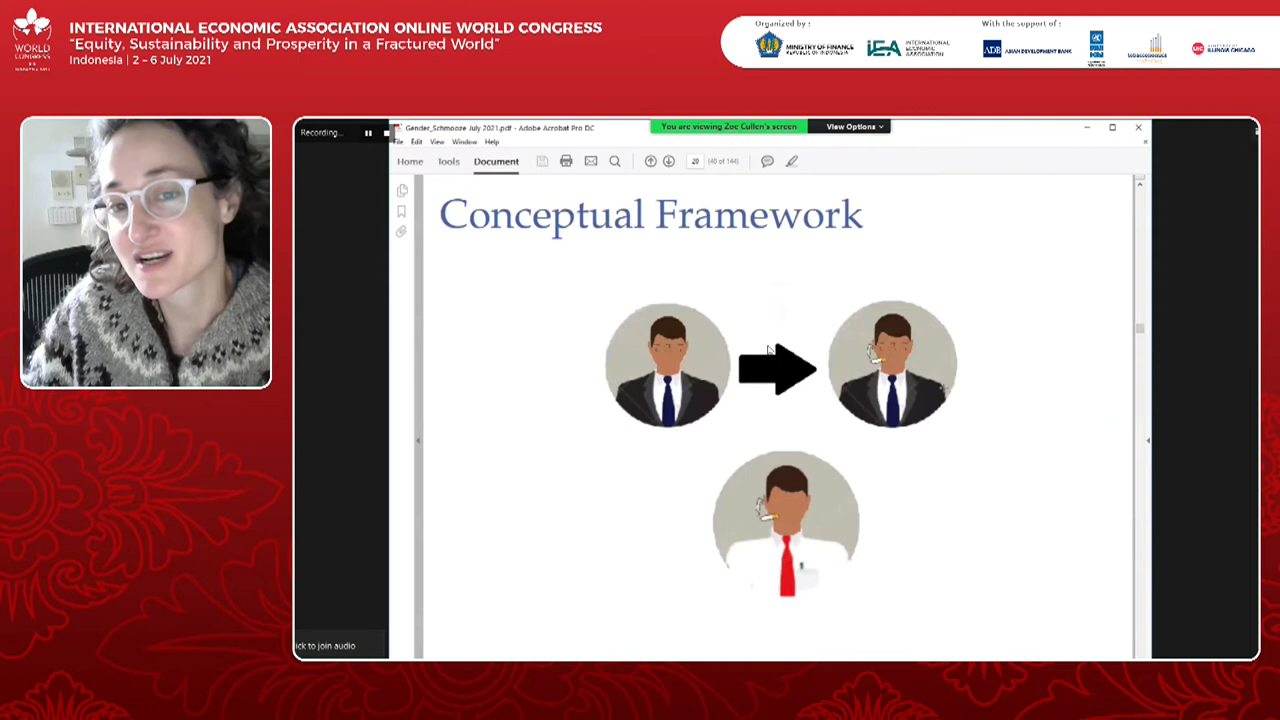 INTERNATIONAL ECONOMIC ASSOCIATION ONLINE WORLD CONGRESS
"Equity, Sustainability and Prosperity in a Fractured World"
Indonesia | 2 – 6 July 2021
WORLD
CONGRESS
Organized by :
MINISTRY OF FINANCE
REPUBLIC OF INDONESIA
IEA
INTERNATIONAL
ECONOMIC
ASSOCIATION
With the support of :
ADB
ASIAN DEVELOPMENT BANK
UIC
ILLINOIS CHICAGO
Recording...
Gender_Schmooze July 2021.pdf - Adobe Acrobat Pro DC
You are viewing Zoe Cullen's screen
View Options
File Edit View Window Help
Home Tools Document
20 (40 of 144)
Conceptual Framework
ick to join audio